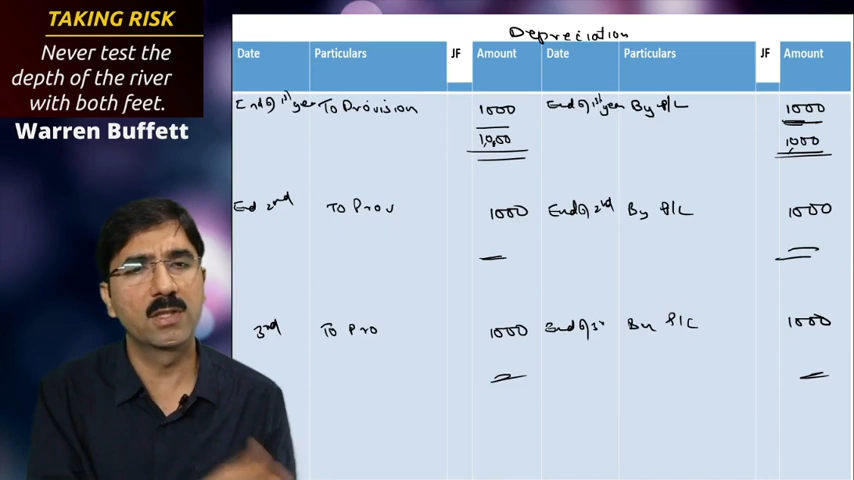 TAKING RISK
Never test the
depth of the river
with both feet.
Warren Buffett
Depreciation
Date Particulars JF Amount Date Particulars JF Amount
End of 1st year To Provision 1000 End of 1st year By P/L 1000
1000 1000
End 2nd To Prov 1000 End of 2nd By P/L 1000
3rd To Pro 1000 End of 3r By P/L 1000